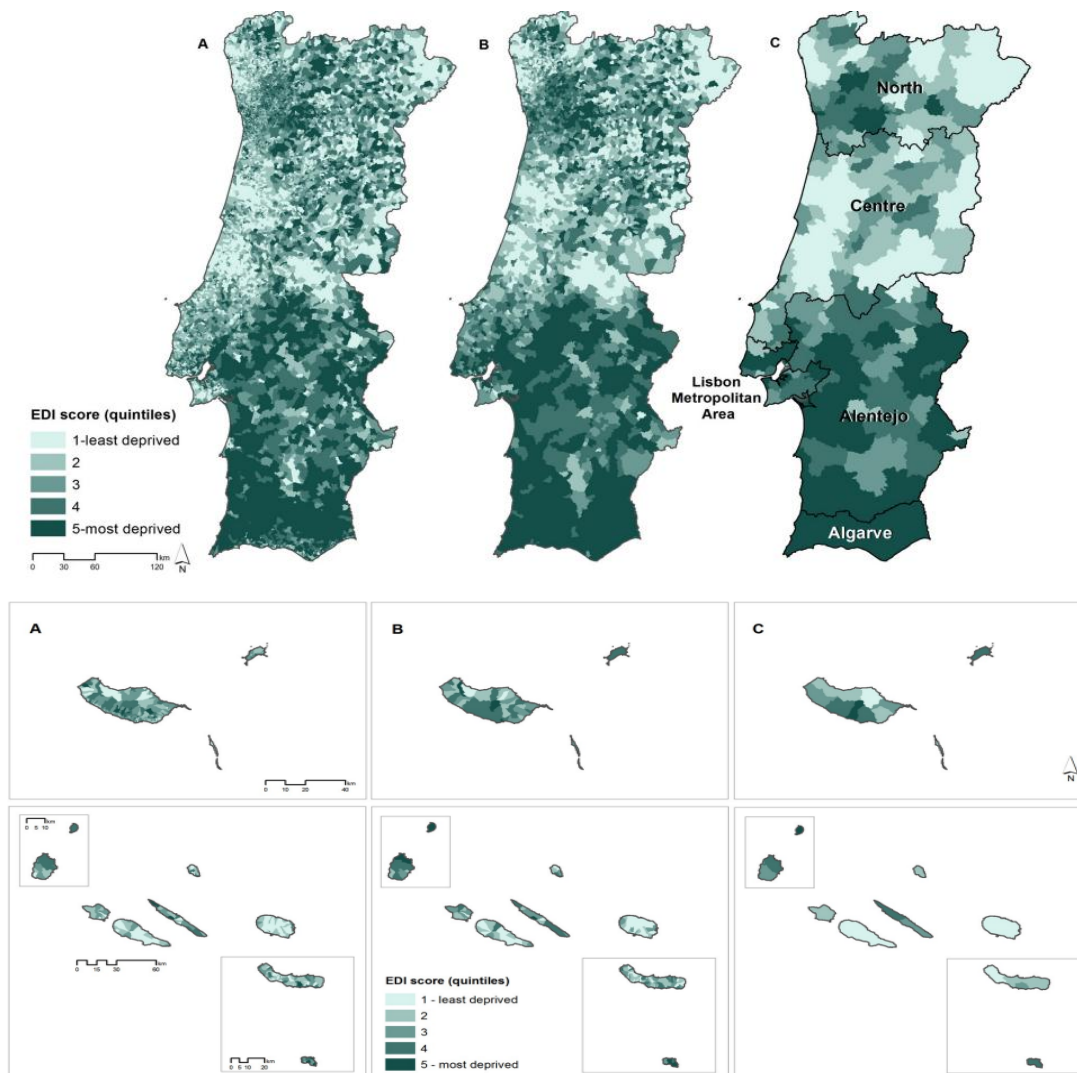 A
B
C
North
Centre
Lisbon
Metropolitan
Area
Alentejo
Algarve
EDI score (quintiles)
1-least deprived
2
3
4
5-most deprived
km
0 30 60 120
N
A
B
C
km
0 10 20 40
N
km
0 5 10
km
0 15 30 60
km
0 5 10 20
EDI score (quintiles)
1 - least deprived
2
3
4
5 - most deprived